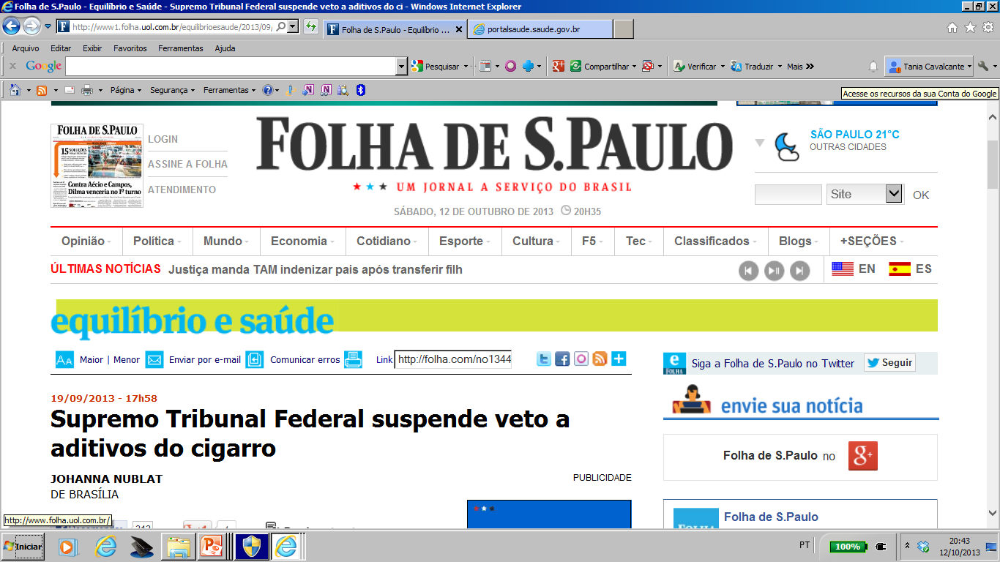 Folha de S.Paulo - Equilíbrio e Saúde - Supremo Tribunal Federal suspende veto a aditivos do ci - Windows Internet Explorer
http://www1.folha.uol.com.br/equilibrioesaude/2013/09/
Folha de S.Paulo - Equilíbrio ...
portalsaude.saude.gov.br
Arquivo Editar Exibir Favoritos Ferramentas Ajuda
Google Pesquisar Compartilhar Verificar Traduzir Mais » Tania Cavalcante
Página Segurança Ferramentas
Acesse os recursos da sua Conta do Google
FOLHA DE S.PAULO
15 SOLUÇÕES
Contra Aécio e Campos,
Dilma venceria no 1º turno
LOGIN
ASSINE A FOLHA
ATENDIMENTO
FOLHA DE S.PAULO
★ ★ ★ UM JORNAL A SERVIÇO DO BRASIL
SÁBADO, 12 DE OUTUBRO DE 2013 20H35
SÃO PAULO 21°C
OUTRAS CIDADES
Site OK
Opinião Política Mundo Economia Cotidiano Esporte Cultura F5 Tec Classificados Blogs +SEÇÕES
ÚLTIMAS NOTÍCIAS Justiça manda TAM indenizar pais após transferir filh
EN ES
equilíbrio e saúde
AA Maior | Menor Enviar por e-mail Comunicar erros Link http://folha.com/no1344
e FOLHA Siga a Folha de S.Paulo no Twitter Seguir
envie sua notícia
19/09/2013 - 17h58
Supremo Tribunal Federal suspende veto a
aditivos do cigarro
Folha de S.Paulo no g+
JOHANNA NUBLAT
DE BRASÍLIA
PUBLICIDADE
Folha de S.Paulo
http://www.folha.uol.com.br/
Iniciar
PT
100%
20:43
12/10/2013